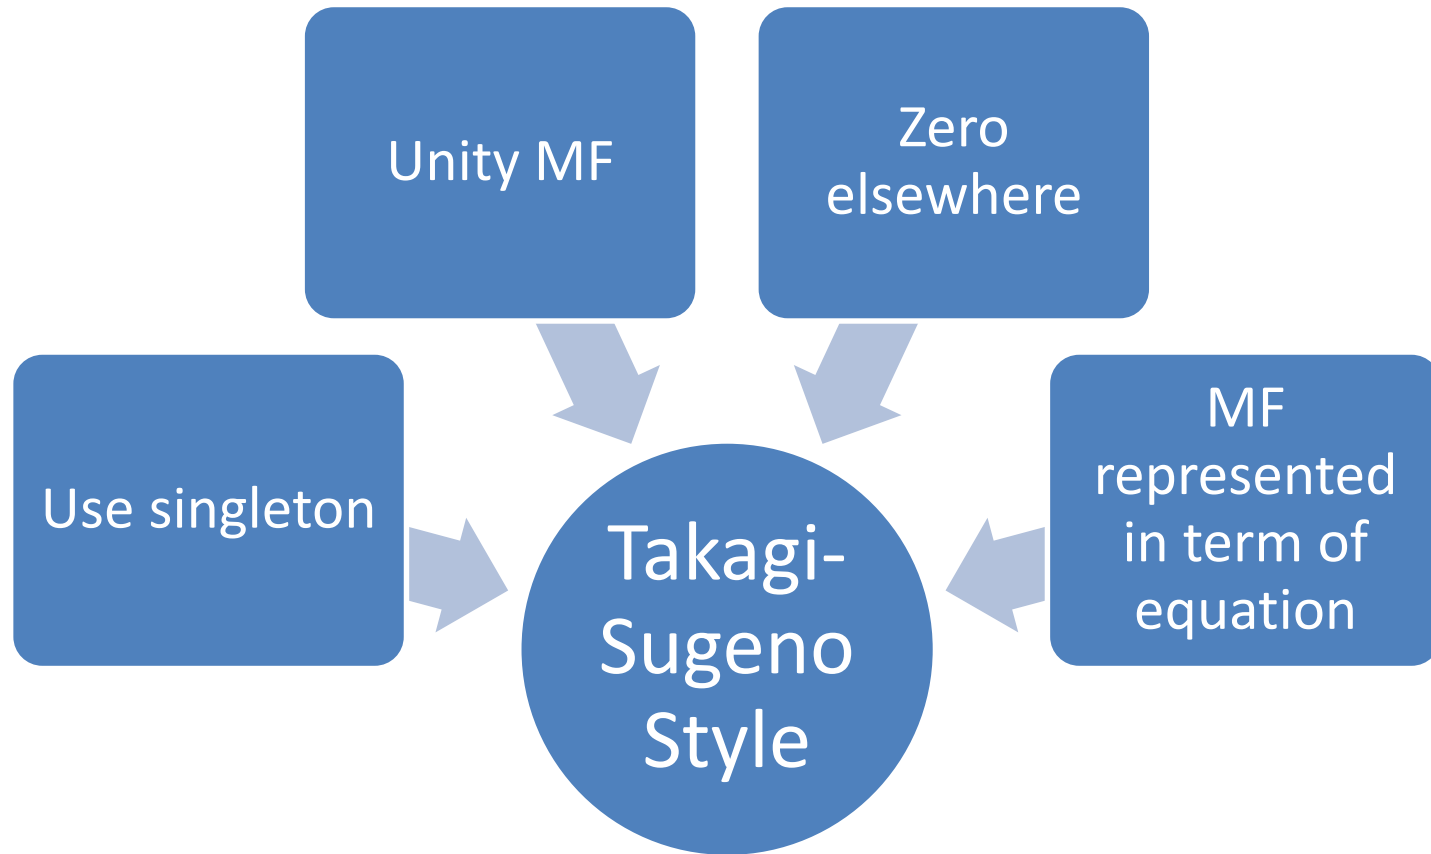 Unity MF
Zero
elsewhere
Use singleton
MF
represented
in term of
equation
Takagi-
Sugeno
Style